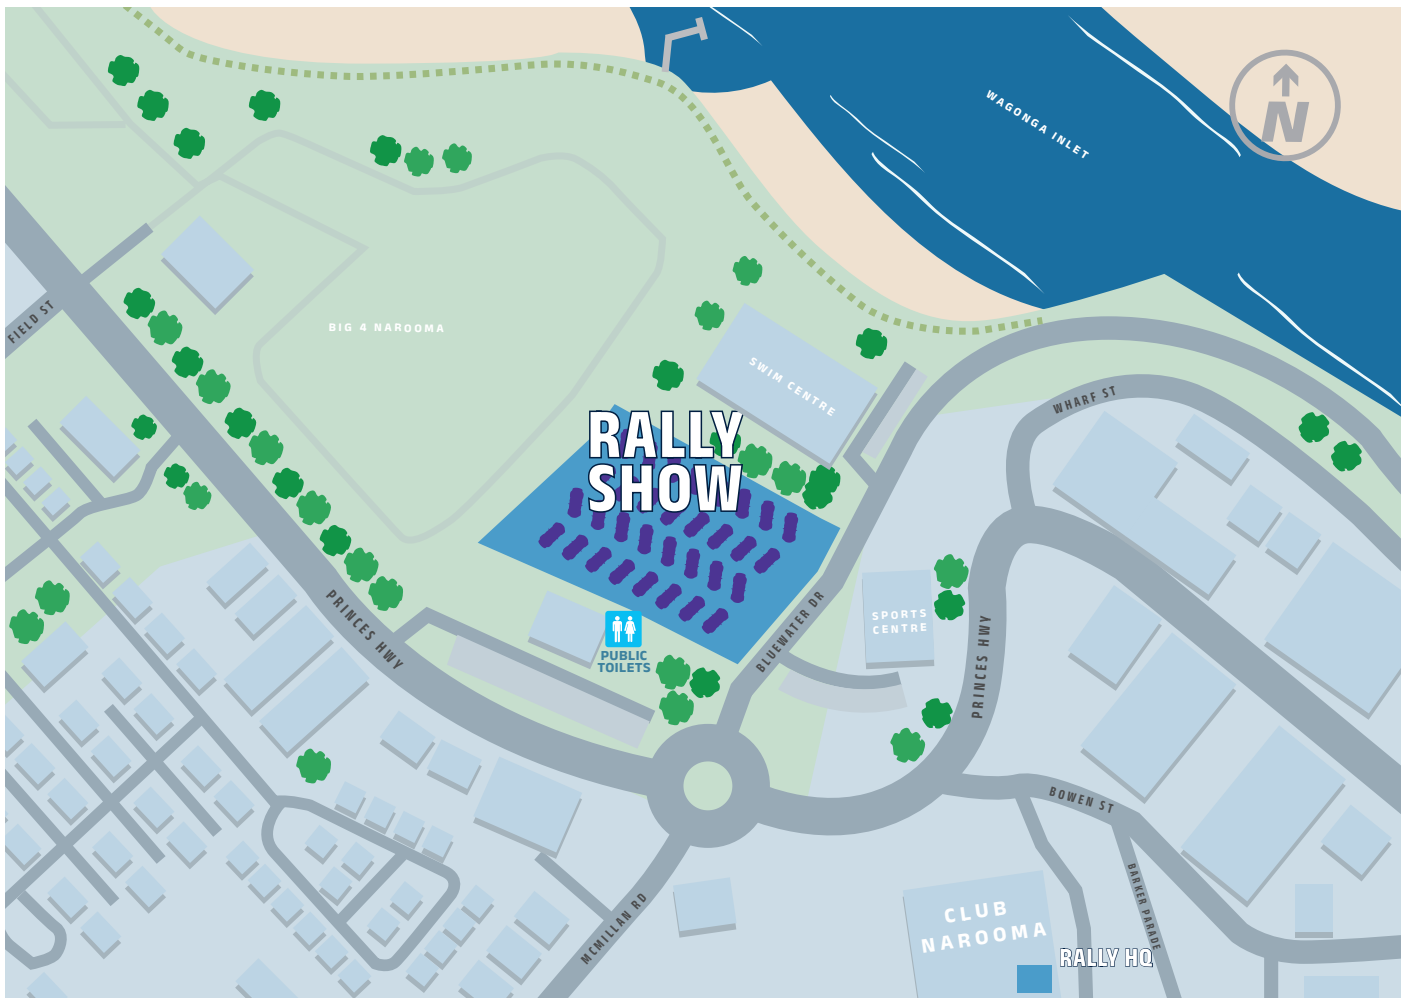 WAGONGA INLET
N
FIELD ST
BIG 4 NAROOMA
SWIM CENTRE
WHARF ST
RALLY
SHOW
PRINCES HWY
PUBLIC
TOILETS
BLUEWATER DR
SPORTS
CENTRE
PRINCES HWY
BOWEN ST
BARKER PARADE
MCMILLAN RD
CLUB
NAROOMA
RALLY HQ